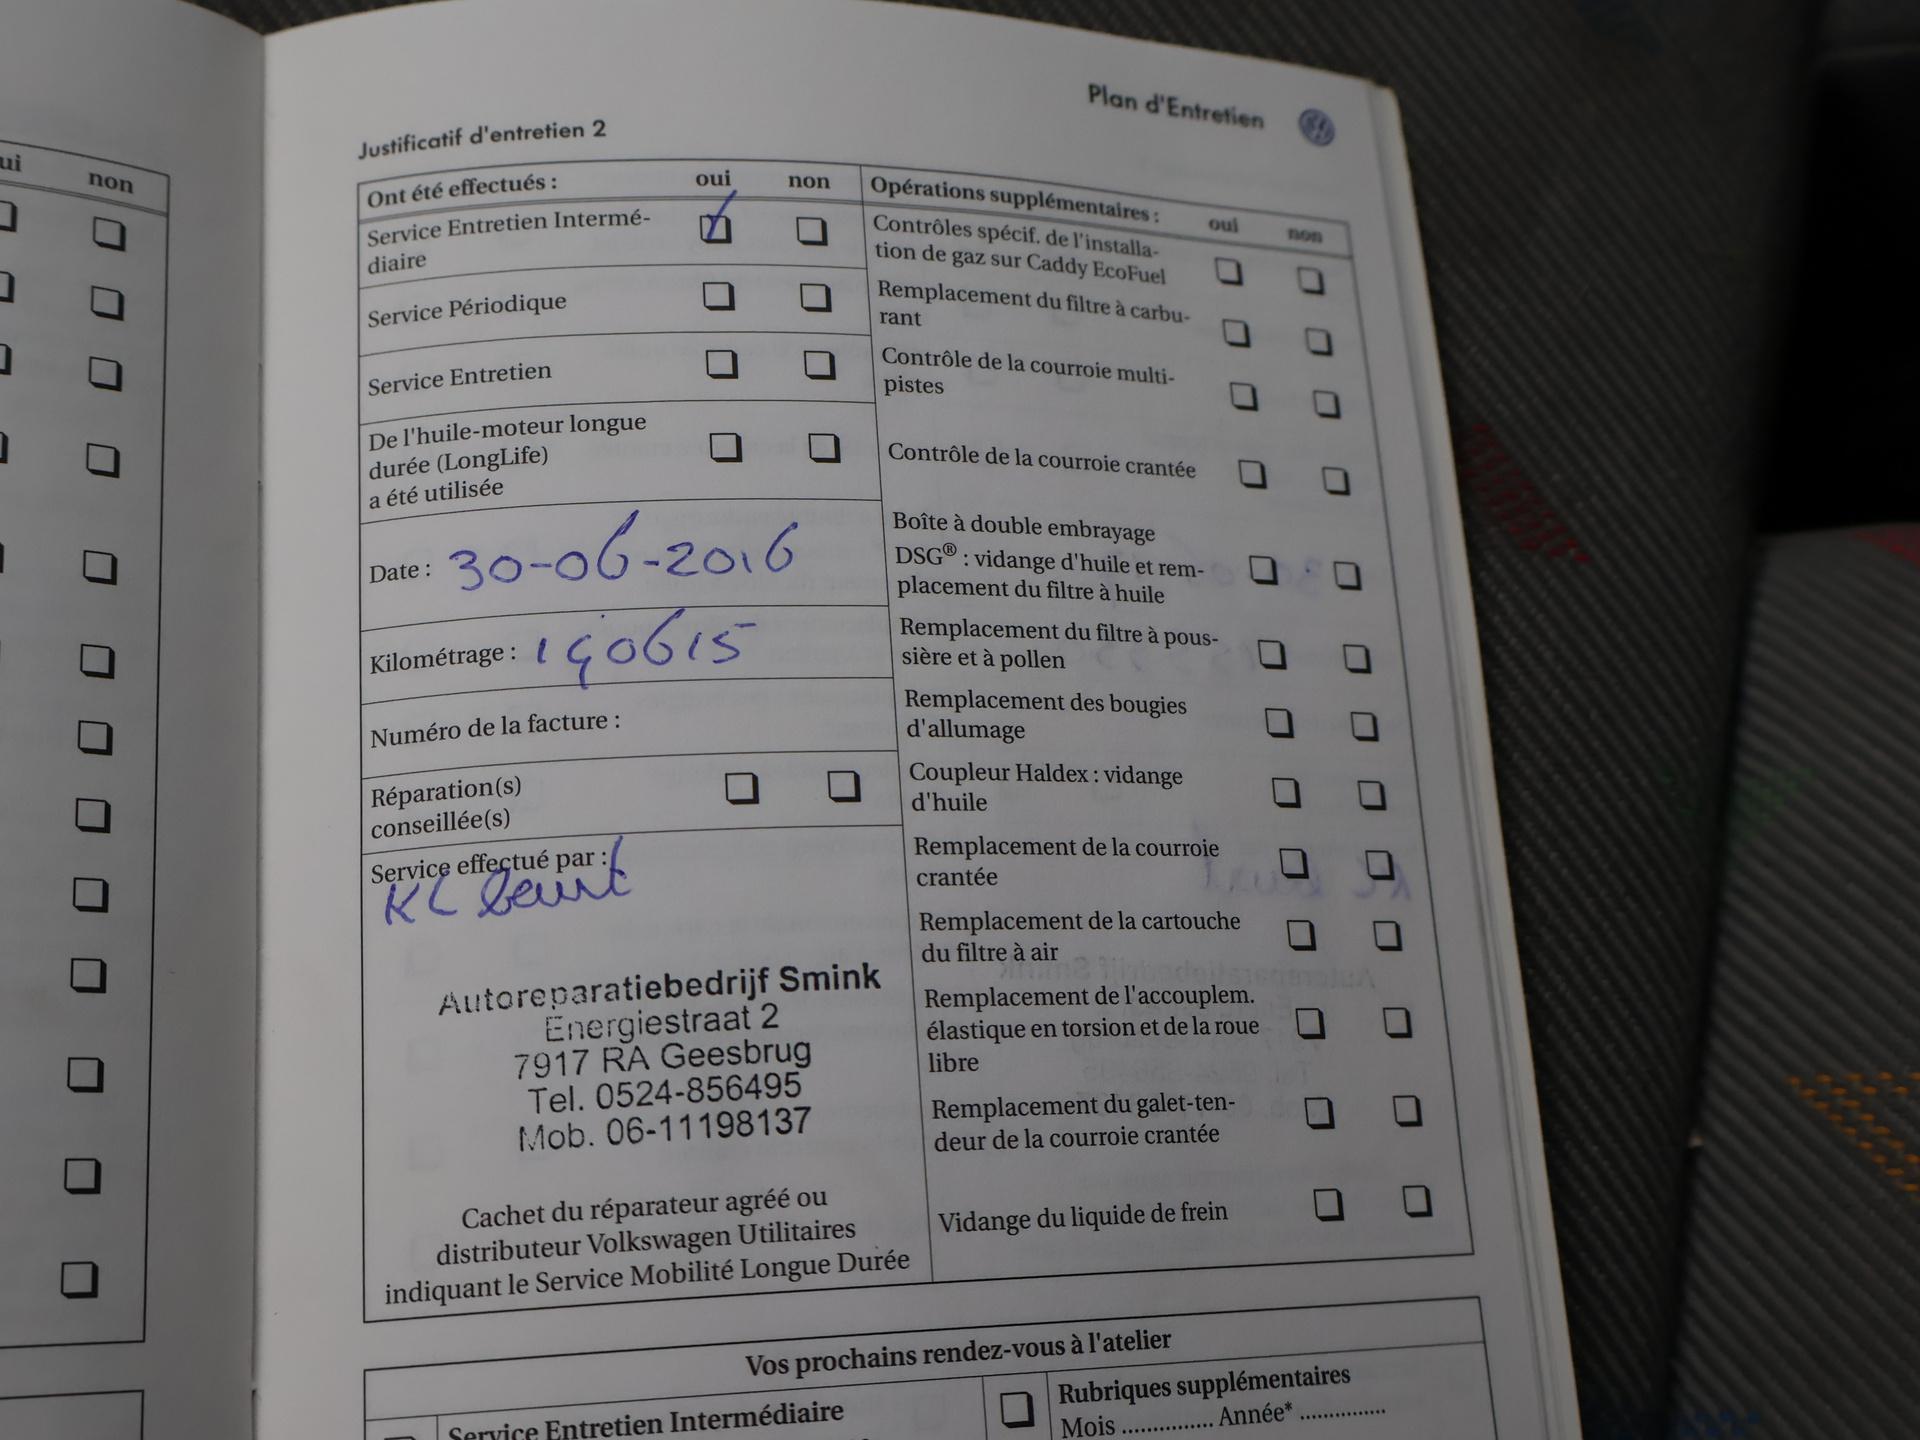 ui non
Plan d'Entretien
Justificatif d'entretien 2
Ont été effectués : oui non
Service Entretien Intermé-
diaire
Service Périodique
Service Entretien
De l'huile-moteur longue
durée (LongLife)
a été utilisée
Date : 30-06-2016
Kilométrage : 190615
Numéro de la facture :
Réparation(s)
conseillée(s)
Service effectué par :
KL beurt
Autoreparatiebedrijf Smink
Energiestraat 2
7917 RA Geesbrug
Tel. 0524-856495
Mob. 06-11198137
Cachet du réparateur agréé ou
distributeur Volkswagen Utilitaires
indiquant le Service Mobilité Longue Durée
Opérations supplémentaires : oui non
Contrôles spécif. de l'installa-
tion de gaz sur Caddy EcoFuel
Remplacement du filtre à carbu-
rant
Contrôle de la courroie multi-
pistes
Contrôle de la courroie crantée
Boîte à double embrayage
DSG® : vidange d'huile et rem-
placement du filtre à huile
Remplacement du filtre à pous-
sière et à pollen
Remplacement des bougies
d'allumage
Coupleur Haldex : vidange
d'huile
Remplacement de la courroie
crantée
Remplacement de la cartouche
du filtre à air
Remplacement de l'accouplem.
élastique en torsion et de la roue
libre
Remplacement du galet-ten-
deur de la courroie crantée
Vidange du liquide de frein
Vos prochains rendez-vous à l'atelier
Service Entretien Intermédiaire
Rubriques supplémentaires
Mois ............... Année* ..............